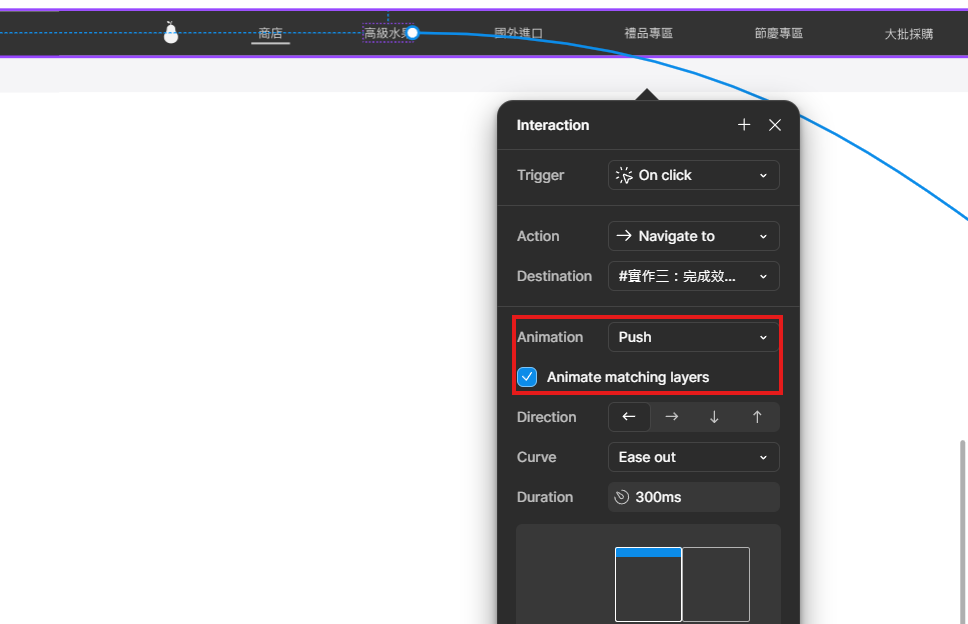 商店 高級水果 國外進口 禮品專區 節慶專區 大批採購
Interaction
Trigger On click
Action Navigate to
Destination #實作三：完成效...
Animation Push
Animate matching layers
Direction
Curve Ease out
Duration 300ms